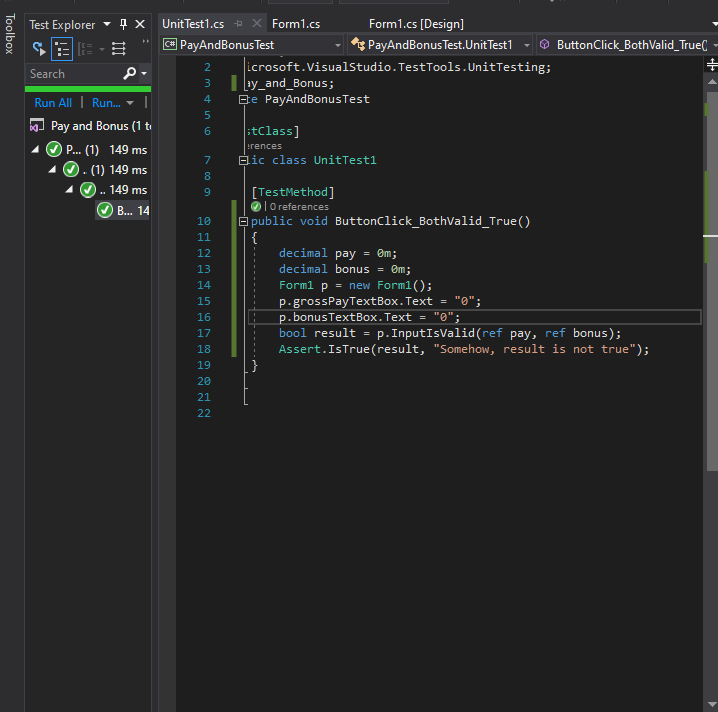 Toolbox
Test Explorer
Search
Run All | Run... |
Pay and Bonus (1 te
P... (1) 149 ms
. (1) 149 ms
.. 149 ms
B... 14
UnitTest1.cs Form1.cs Form1.cs [Design]
C# PayAndBonusTest PayAndBonusTest.UnitTest1 ButtonClick_BothValid_True()
2 icrosoft.VisualStudio.TestTools.UnitTesting;
3 ay_and_Bonus;
4 ce PayAndBonusTest
5
6 stClass]
erences
7 lic class UnitTest1
8
9 [TestMethod]
| 0 references
10 public void ButtonClick_BothValid_True()
11 {
12 decimal pay = 0m;
13 decimal bonus = 0m;
14 Form1 p = new Form1();
15 p.grossPayTextBox.Text = "0";
16 p.bonusTextBox.Text = "0";
17 bool result = p.InputIsValid(ref pay, ref bonus);
18 Assert.IsTrue(result, "Somehow, result is not true");
19 }
20
21
22